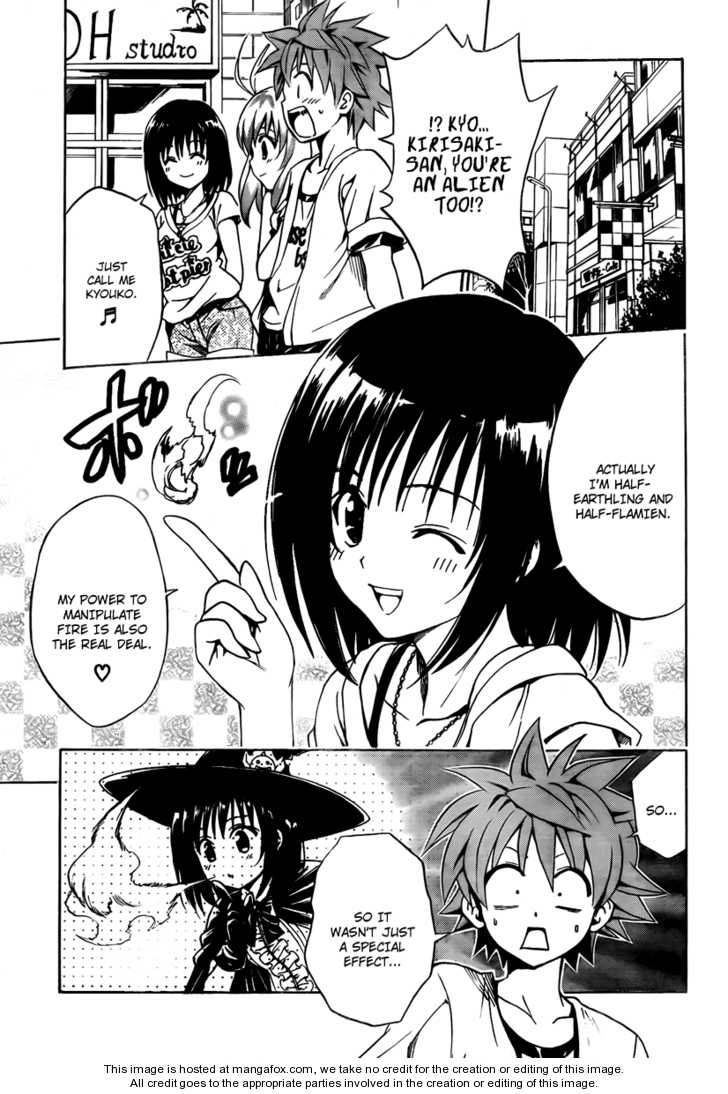 OH studio
!? KYO...
KIRISAKI-
SAN, YOU'RE
AN ALIEN
TOO!?
JUST
CALL ME
KYOUKO.
ACTUALLY
I'M HALF-
EARTHLING AND
HALF-FLAMIEN.
ボッ
MY POWER TO
MANIPULATE
FIRE IS ALSO
THE REAL DEAL.
SO...
SO IT
WASN'T JUST
A SPECIAL
EFFECT...
This image is hosted at mangafox.com, we take no credit for the creation or editing of this image.
All credit goes to the appropriate parties involved in the creation or editing of this image.